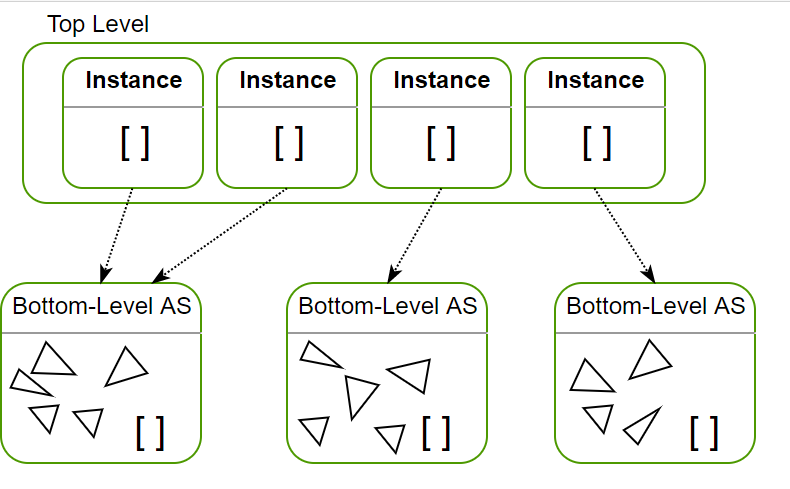 Top Level
Instance Instance Instance Instance
[ ] [ ] [ ] [ ]
Bottom-Level AS Bottom-Level AS Bottom-Level AS
[ ] [ ] [ ]